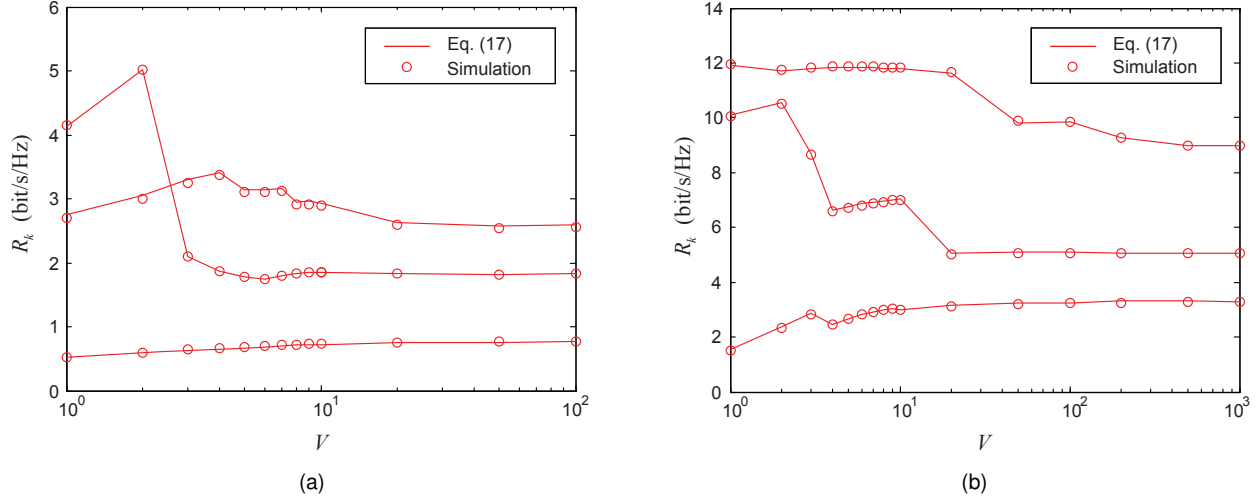 6
5
4
3
2
1
0
R_k (bit/s/Hz)
Eq. (17)
Simulation
10^0
10^1
10^2
V
(a)
14
12
10
8
6
4
2
0
R_k (bit/s/Hz)
Eq. (17)
Simulation
10^0
10^1
10^2
10^3
V
(b)